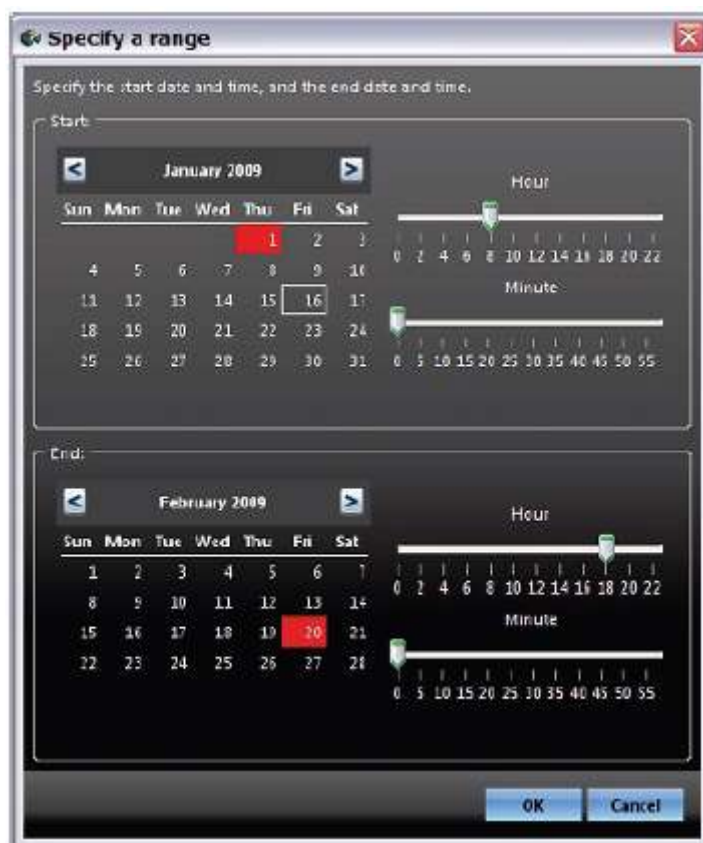 Specify a range
Specify the start date and time, and the end date and time.
Start:
< January 2009 >
Sun Mon Tue Wed Thu Fri Sat
1 2 3
4 5 6 7 8 9 10
11 12 13 14 15 16 17
18 19 20 21 22 23 24
25 26 27 28 29 30 31
Hour
0 2 4 6 8 10 12 14 16 18 20 22
Minute
0 5 10 15 20 25 30 35 40 45 50 55
End:
< February 2009 >
Sun Mon Tue Wed Thu Fri Sat
1 2 3 4 5 6 7
8 9 10 11 12 13 14
15 16 17 18 19 20 21
22 23 24 25 26 27 28
Hour
0 2 4 6 8 10 12 14 16 18 20 22
Minute
0 5 10 15 20 25 30 35 40 45 50 55
OK Cancel